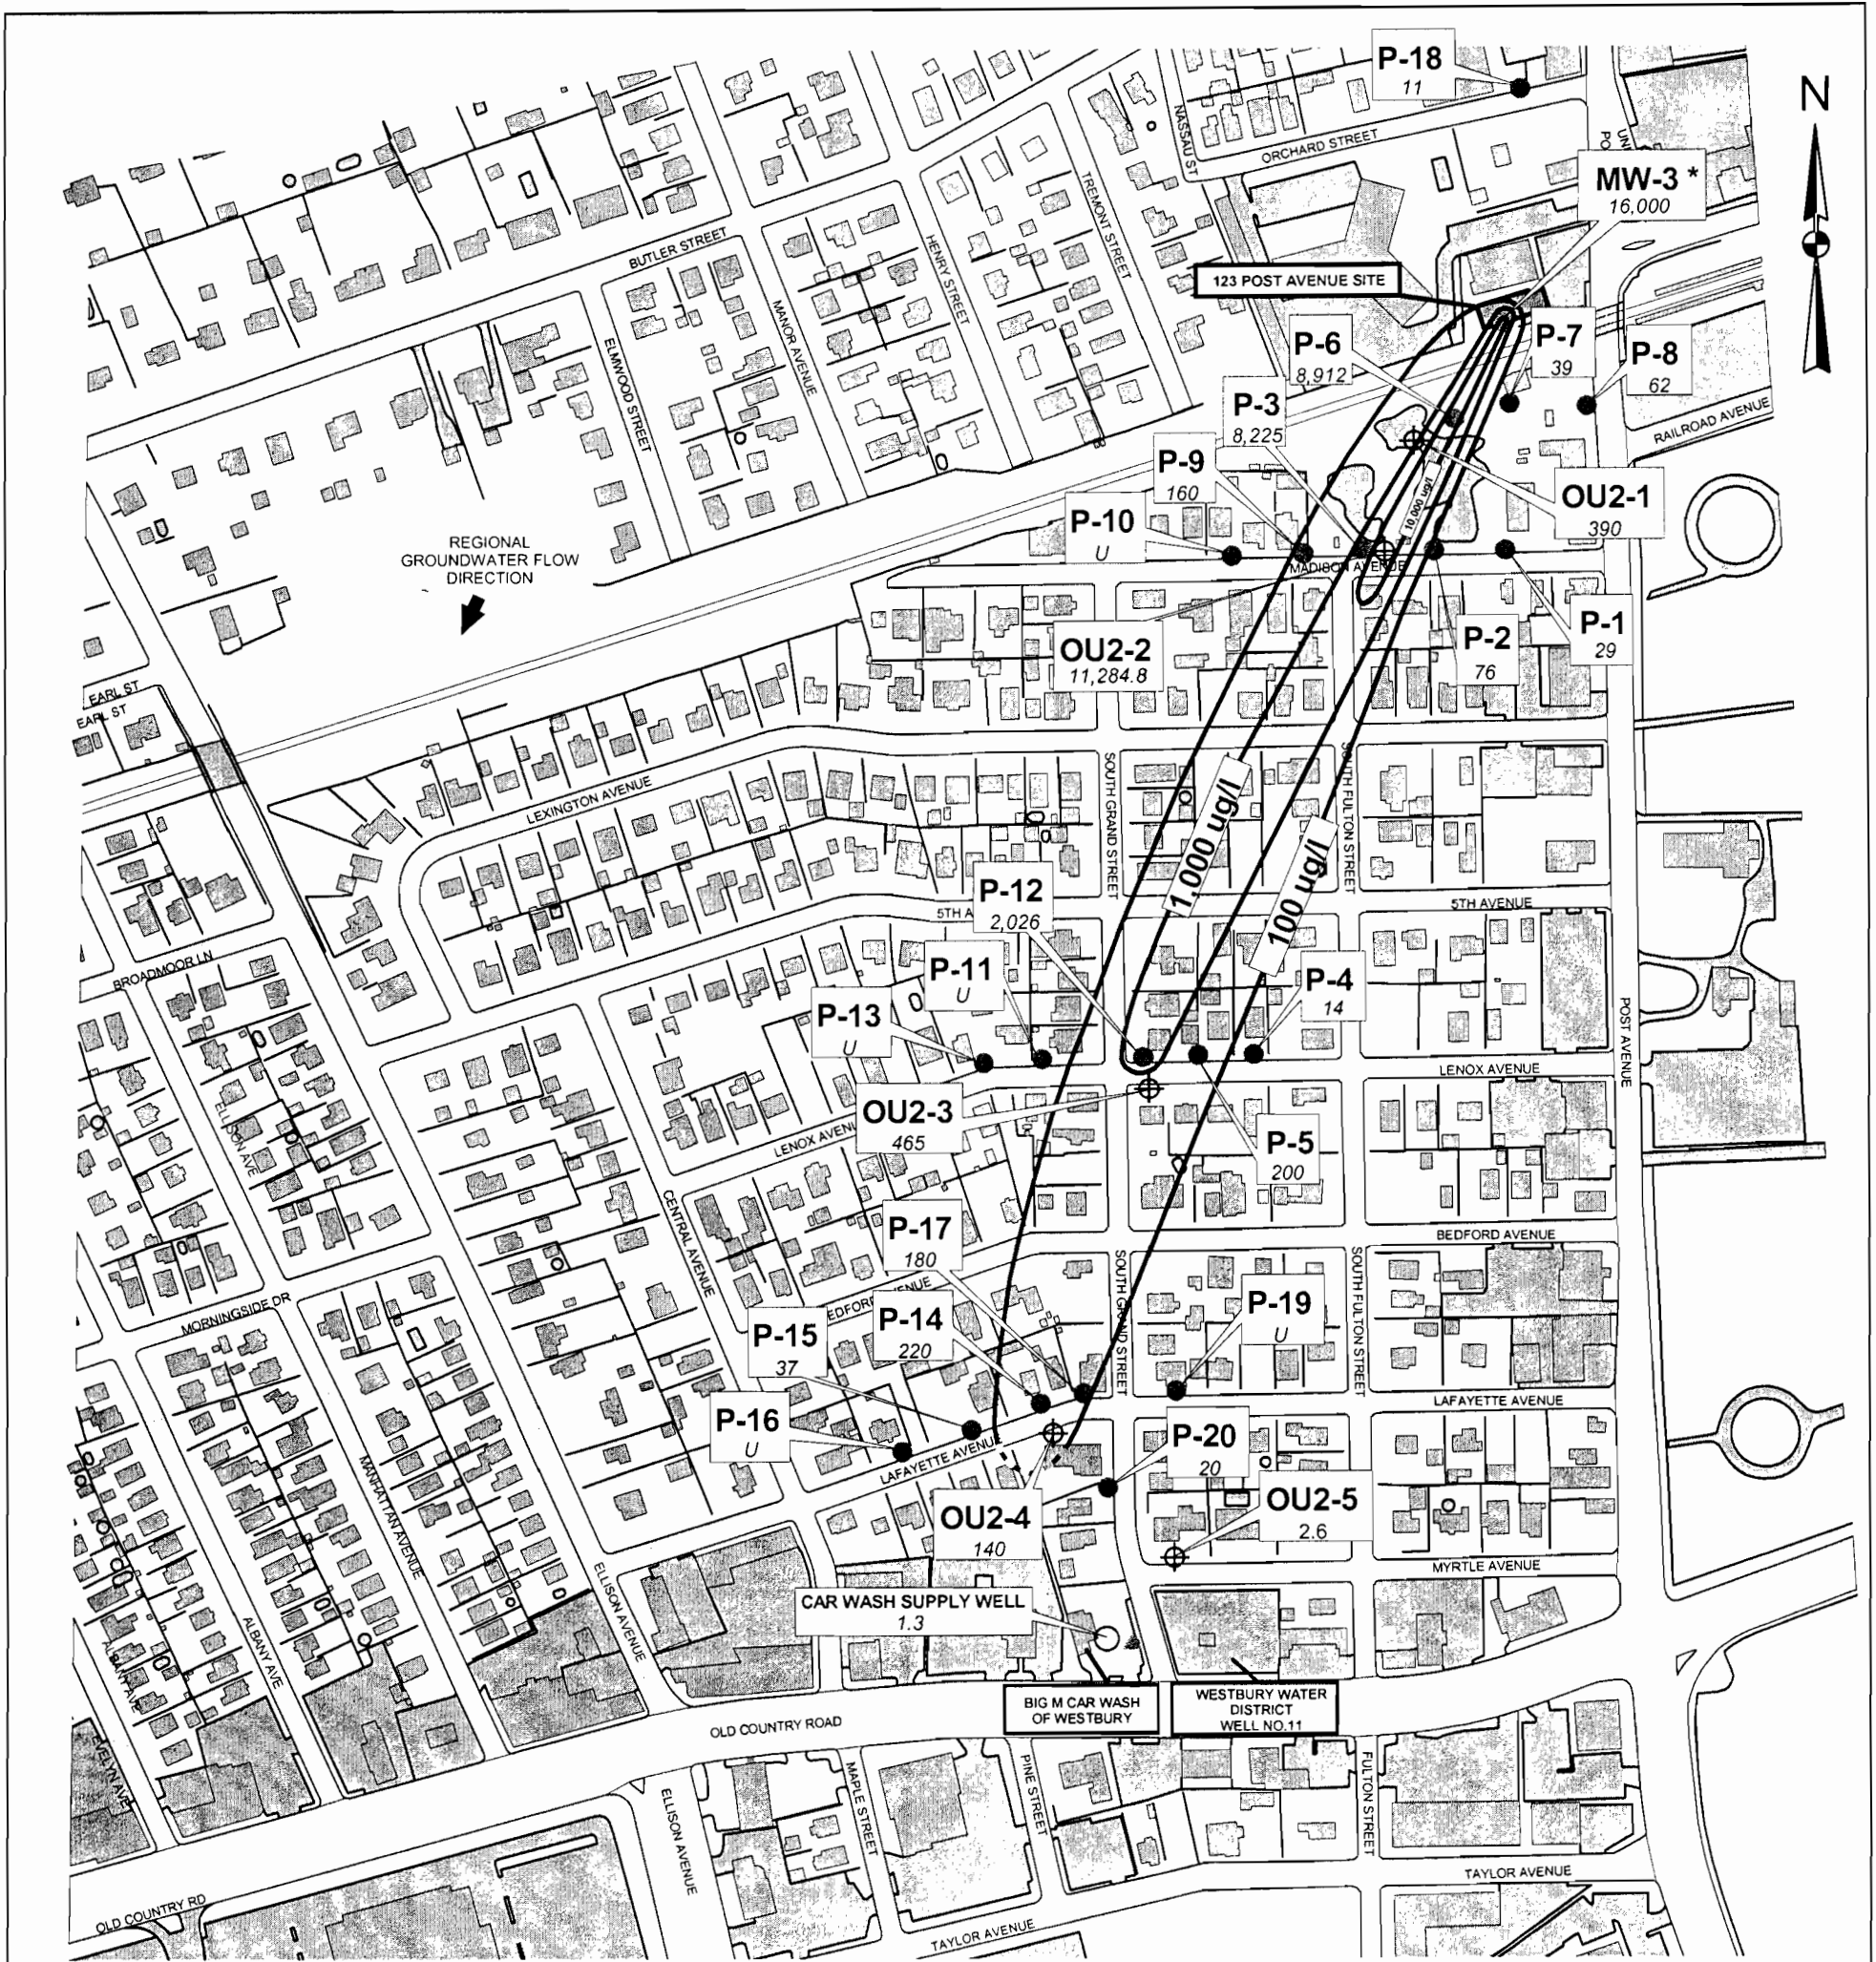 P-18
11
N
NASSAU ST
ORCHARD STREET
MW-3 *
16,000
TREMONT STREET
BUTLER STREET
HENRY STREET
123 POST AVENUE SITE
MANOR AVENUE
ELMWOOD STREET
P-6
8,912
P-7
39
P-8
62
P-3
8,225
RAILROAD AVENUE
P-9
160
10,000 ug/l
OU2-1
390
P-10
U
REGIONAL
GROUNDWATER FLOW
DIRECTION
MADISON AVENUE
OU2-2
11,284.8
P-2
76
P-1
29
EARL ST
EARL ST
SOUTH GRAND STREET
SOUTH FULTON STREET
LEXINGTON AVENUE
1,000 ug/l
100 ug/l
P-12
2,026
5TH A
5TH AVENUE
BROADMOOR LN
P-11
U
P-4
14
P-13
U
POST AVENUE
LENOX AVENUE
OU2-3
465
ELLISON AVE
LENOX AVENU
P-5
200
CENTRAL AVENUE
P-17
180
BEDFORD AVENUE
SOUTH GRAND STREET
SOUTH FULTON STREET
MORNINGSIDE DR
EDFORD AVENUE
P-19
U
P-15
37
P-14
220
LAFAYETTE AVENUE
P-16
U
LAFAYETTE AVENUE
P-20
20
MANHATTAN AVENUE
OU2-4
140
OU2-5
2.6
MYRTLE AVENUE
ELLISON AVENUE
CAR WASH SUPPLY WELL
1.3
ALBANY AVE
ALBANY AVE
BIG M CAR WASH
OF WESTBURY
WESTBURY WATER
DISTRICT
WELL NO.11
OLD COUNTRY ROAD
EVELYN AVE
MAPLE STREET
PINE STREET
FULTON STREET
ELLISON AVENUE
TAYLOR AVENUE
OLD COUNTRY RD
TAYLOR AVENUE